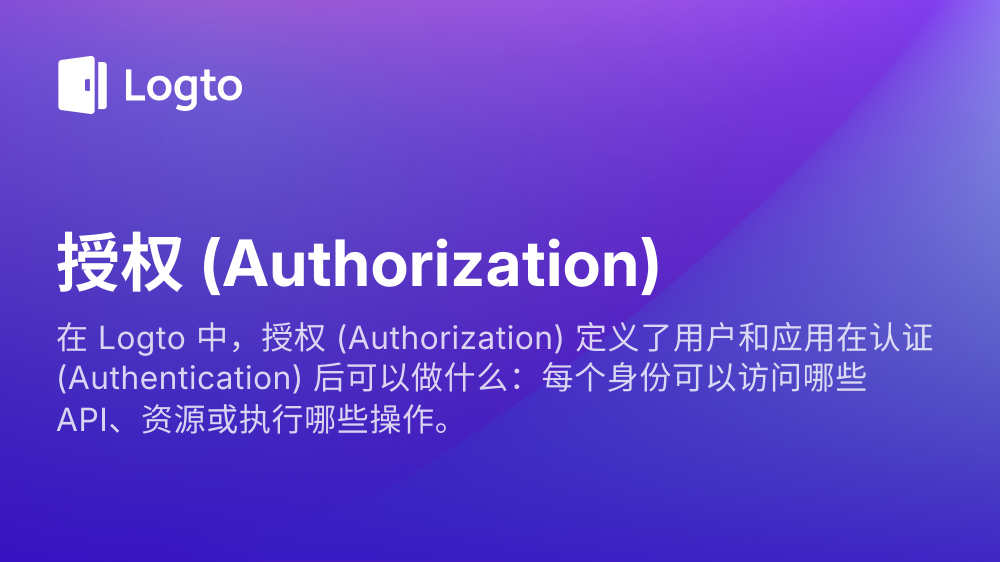 Logto
授权 (Authorization)
在 Logto 中，授权 (Authorization) 定义了用户和应用在认证
(Authentication) 后可以做什么：每个身份可以访问哪些
API、资源或执行哪些操作。